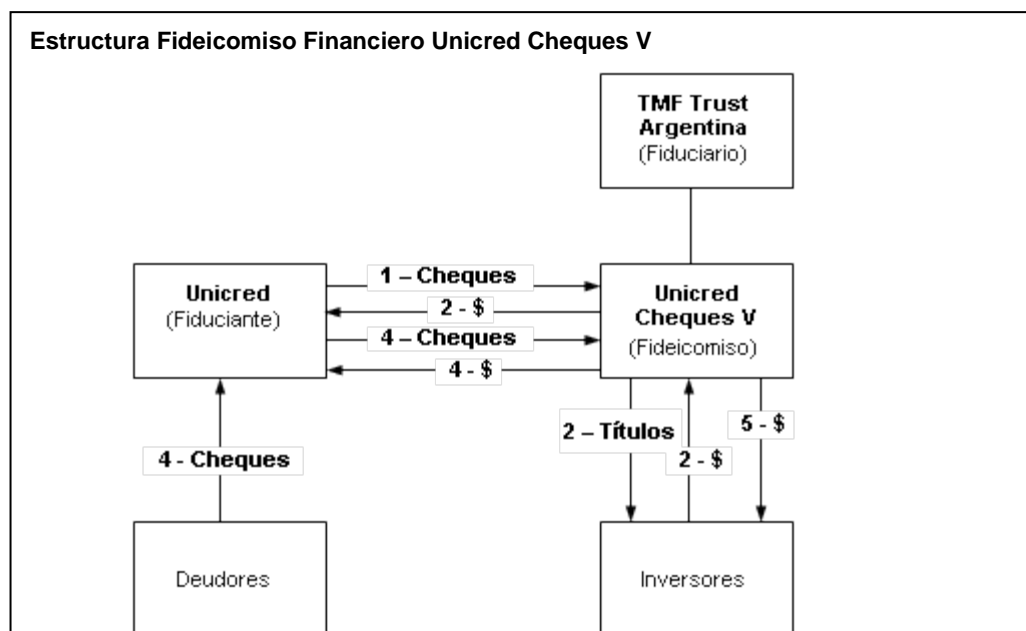 Estructura Fideicomiso Financiero Unicred Cheques V
TMF Trust
Argentina
(Fiduciario)
Unicred
(Fiduciante)
1 – Cheques
2 - $
4 – Cheques
4 - $
Unicred
Cheques V
(Fideicomiso)
4 - Cheques
2 – Títulos
2 - $
5 - $
Deudores
Inversores